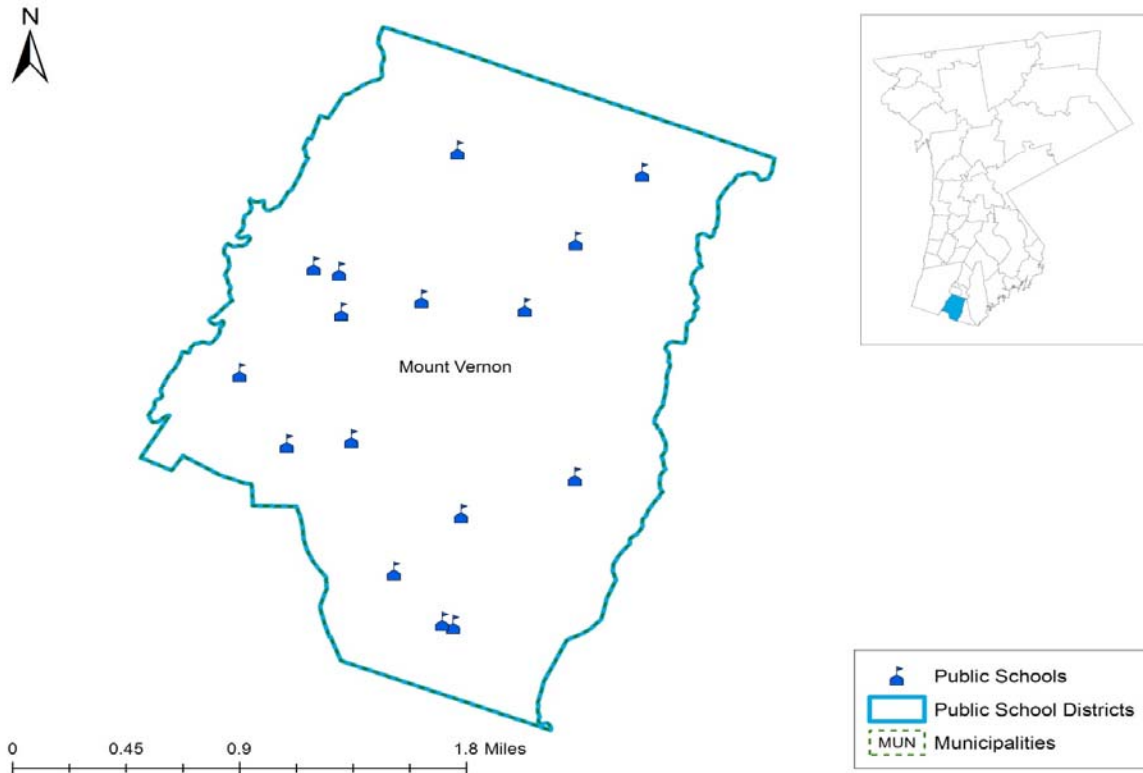 N
Mount Vernon
Public Schools
Public School Districts
MUN Municipalities
0 0.45 0.9 1.8 Miles